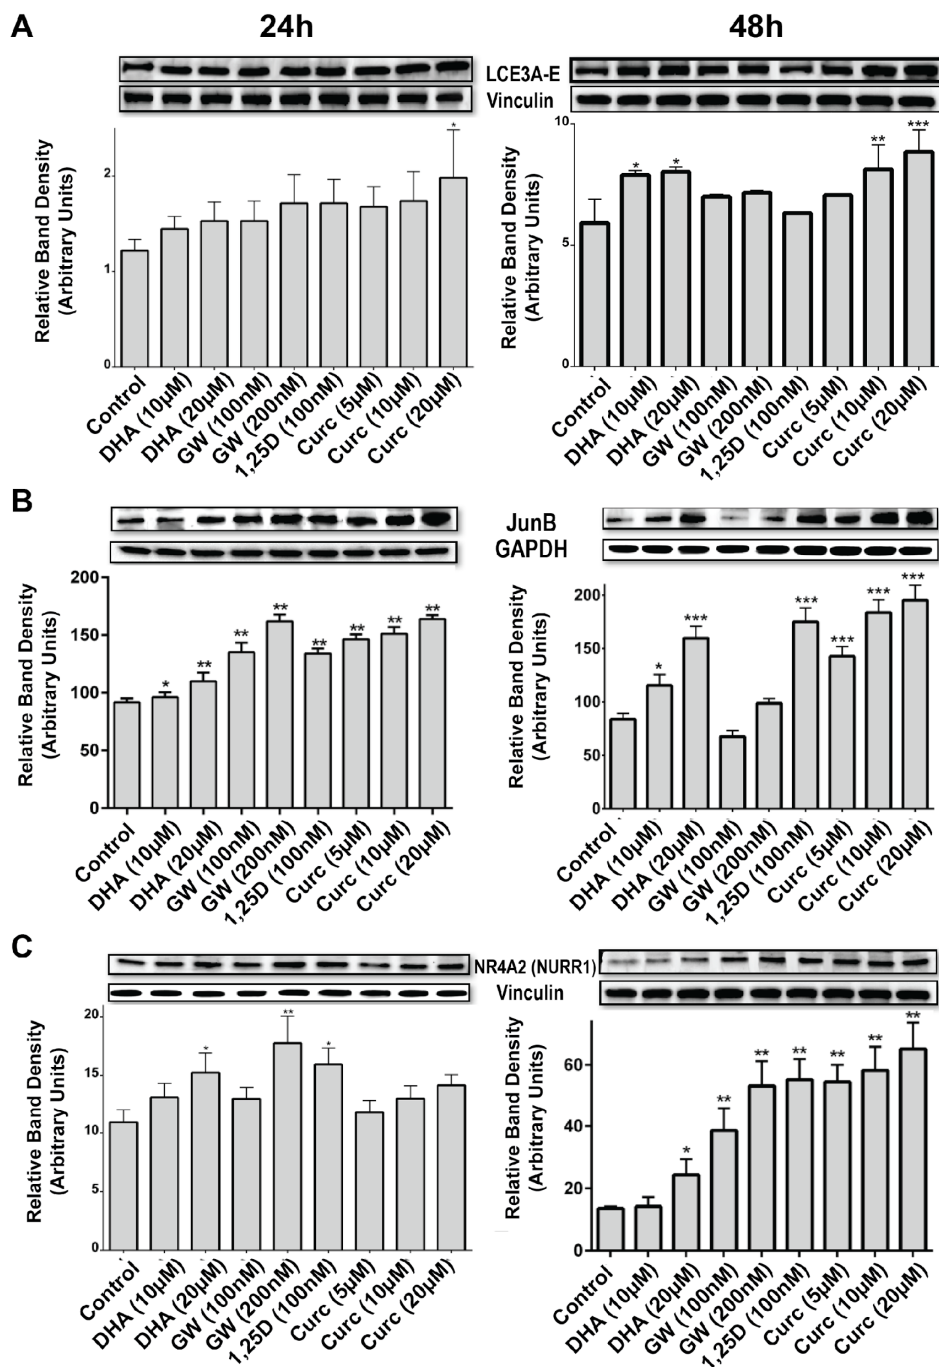 A
24h
48h
LCE3A-E
Vinculin
Relative Band Density
(Arbitrary Units)
2
1
0
*
Control
DHA (10µM)
DHA (20µM)
GW (100nM)
GW (200nM)
1,25D (100nM)
Curc (5µM)
Curc (10µM)
Curc (20µM)
Relative Band Density
(Arbitrary Units)
10
5
0
* * ** ***
Control
DHA (10µM)
DHA (20µM)
GW (100nM)
GW (200nM)
1,25D (100nM)
Curc (5µM)
Curc (10µM)
Curc (20µM)
B
JunB
GAPDH
Relative Band Density
(Arbitrary Units)
200
150
100
50
0
* ** ** ** ** ** ** **
Control
DHA (10µM)
DHA (20µM)
GW (100nM)
GW (200nM)
1,25D (100nM)
Curc (5µM)
Curc (10µM)
Curc (20µM)
Relative Band Density
(Arbitrary Units)
200
150
100
50
0
* *** *** *** *** ***
Control
DHA (10µM)
DHA (20µM)
GW (100nM)
GW (200nM)
1,25D (100nM)
Curc (5µM)
Curc (10µM)
Curc (20µM)
C
NR4A2 (NURR1)
Vinculin
Relative Band Density
(Arbitrary Units)
20
15
10
5
0
* ** *
Control
DHA (10µM)
DHA (20µM)
GW (100nM)
GW (200nM)
1,25D (100nM)
Curc (5µM)
Curc (10µM)
Curc (20µM)
Relative Band Density
(Arbitrary Units)
60
40
20
0
* ** ** ** ** ** **
Control
DHA (10µM)
DHA (20µM)
GW (100nM)
GW (200nM)
1,25D (100nM)
Curc (5µM)
Curc (10µM)
Curc (20µM)